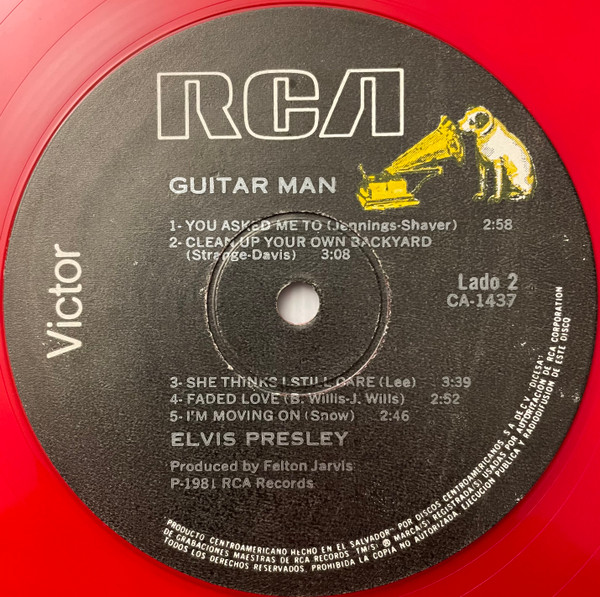 RCA
GUITAR MAN
1- YOU ASKED ME TO (Jennings-Shaver) 2:58
2- CLEAN UP YOUR OWN BACKYARD
(Strange-Davis) 3:08
Victor
Lado 2
CA-1437
3- SHE THINKS I STILL CARE (Lee) 3:39
4- FADED LOVE (B. Willis-J. Wills) 2:52
5- I'M MOVING ON (Snow) 2:46
ELVIS PRESLEY
Produced by Felton Jarvis
P-1981 RCA Records
PRODUCTO CENTROAMERICANO HECHO EN EL SALVADOR POR DISCOS CENTROAMERICANOS, S A DE C V "DICESA"
DE GRABACIONES MAESTRAS DE RCA RECORDS TM(S) ® MARCA(S) REGISTRADA(S) USADAS POR AUTORIZACION DE RCA CORPORATION
TODOS LOS DERECHOS RESERVADOS. PROHIBIDA LA COPIA NO AUTORIZADA, EJECUCION PUBLICA Y RADIODIFUSION DE ESTE DISCO